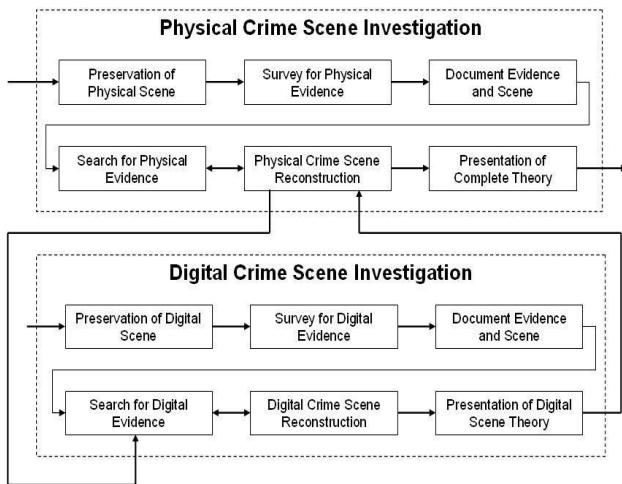 Physical Crime Scene Investigation
Preservation of
Physical Scene
Survey for Physical
Evidence
Document Evidence
and Scene
Search for Physical
Evidence
Physical Crime Scene
Reconstruction
Presentation of
Complete Theory
Digital Crime Scene Investigation
Preservation of Digital
Scene
Survey for Digital
Evidence
Document Evidence
and Scene
Search for Digital
Evidence
Digital Crime Scene
Reconstruction
Presentation of Digital
Scene Theory